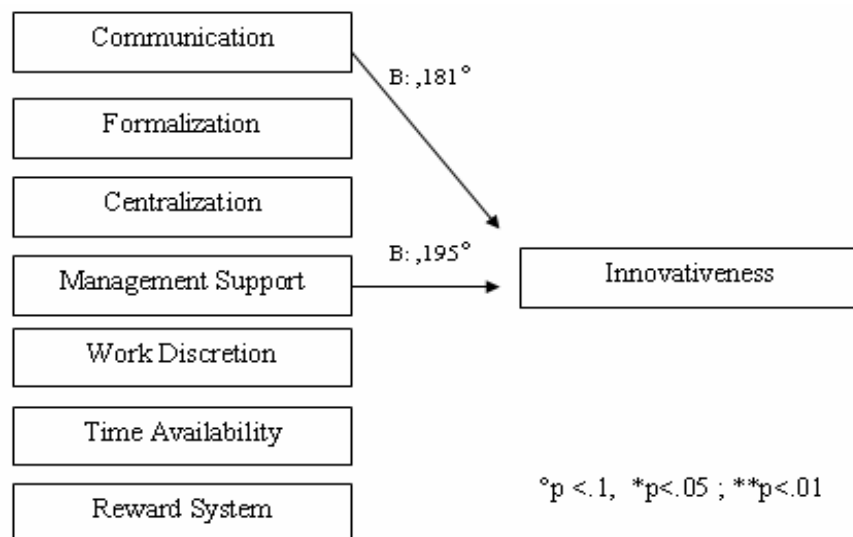 Communication
B: ,181°
Formalization
Centralization
B: ,195°
Management Support
Innovativeness
Work Discretion
Time Availability
°p <.1, *p<.05 ; **p<.01
Reward System